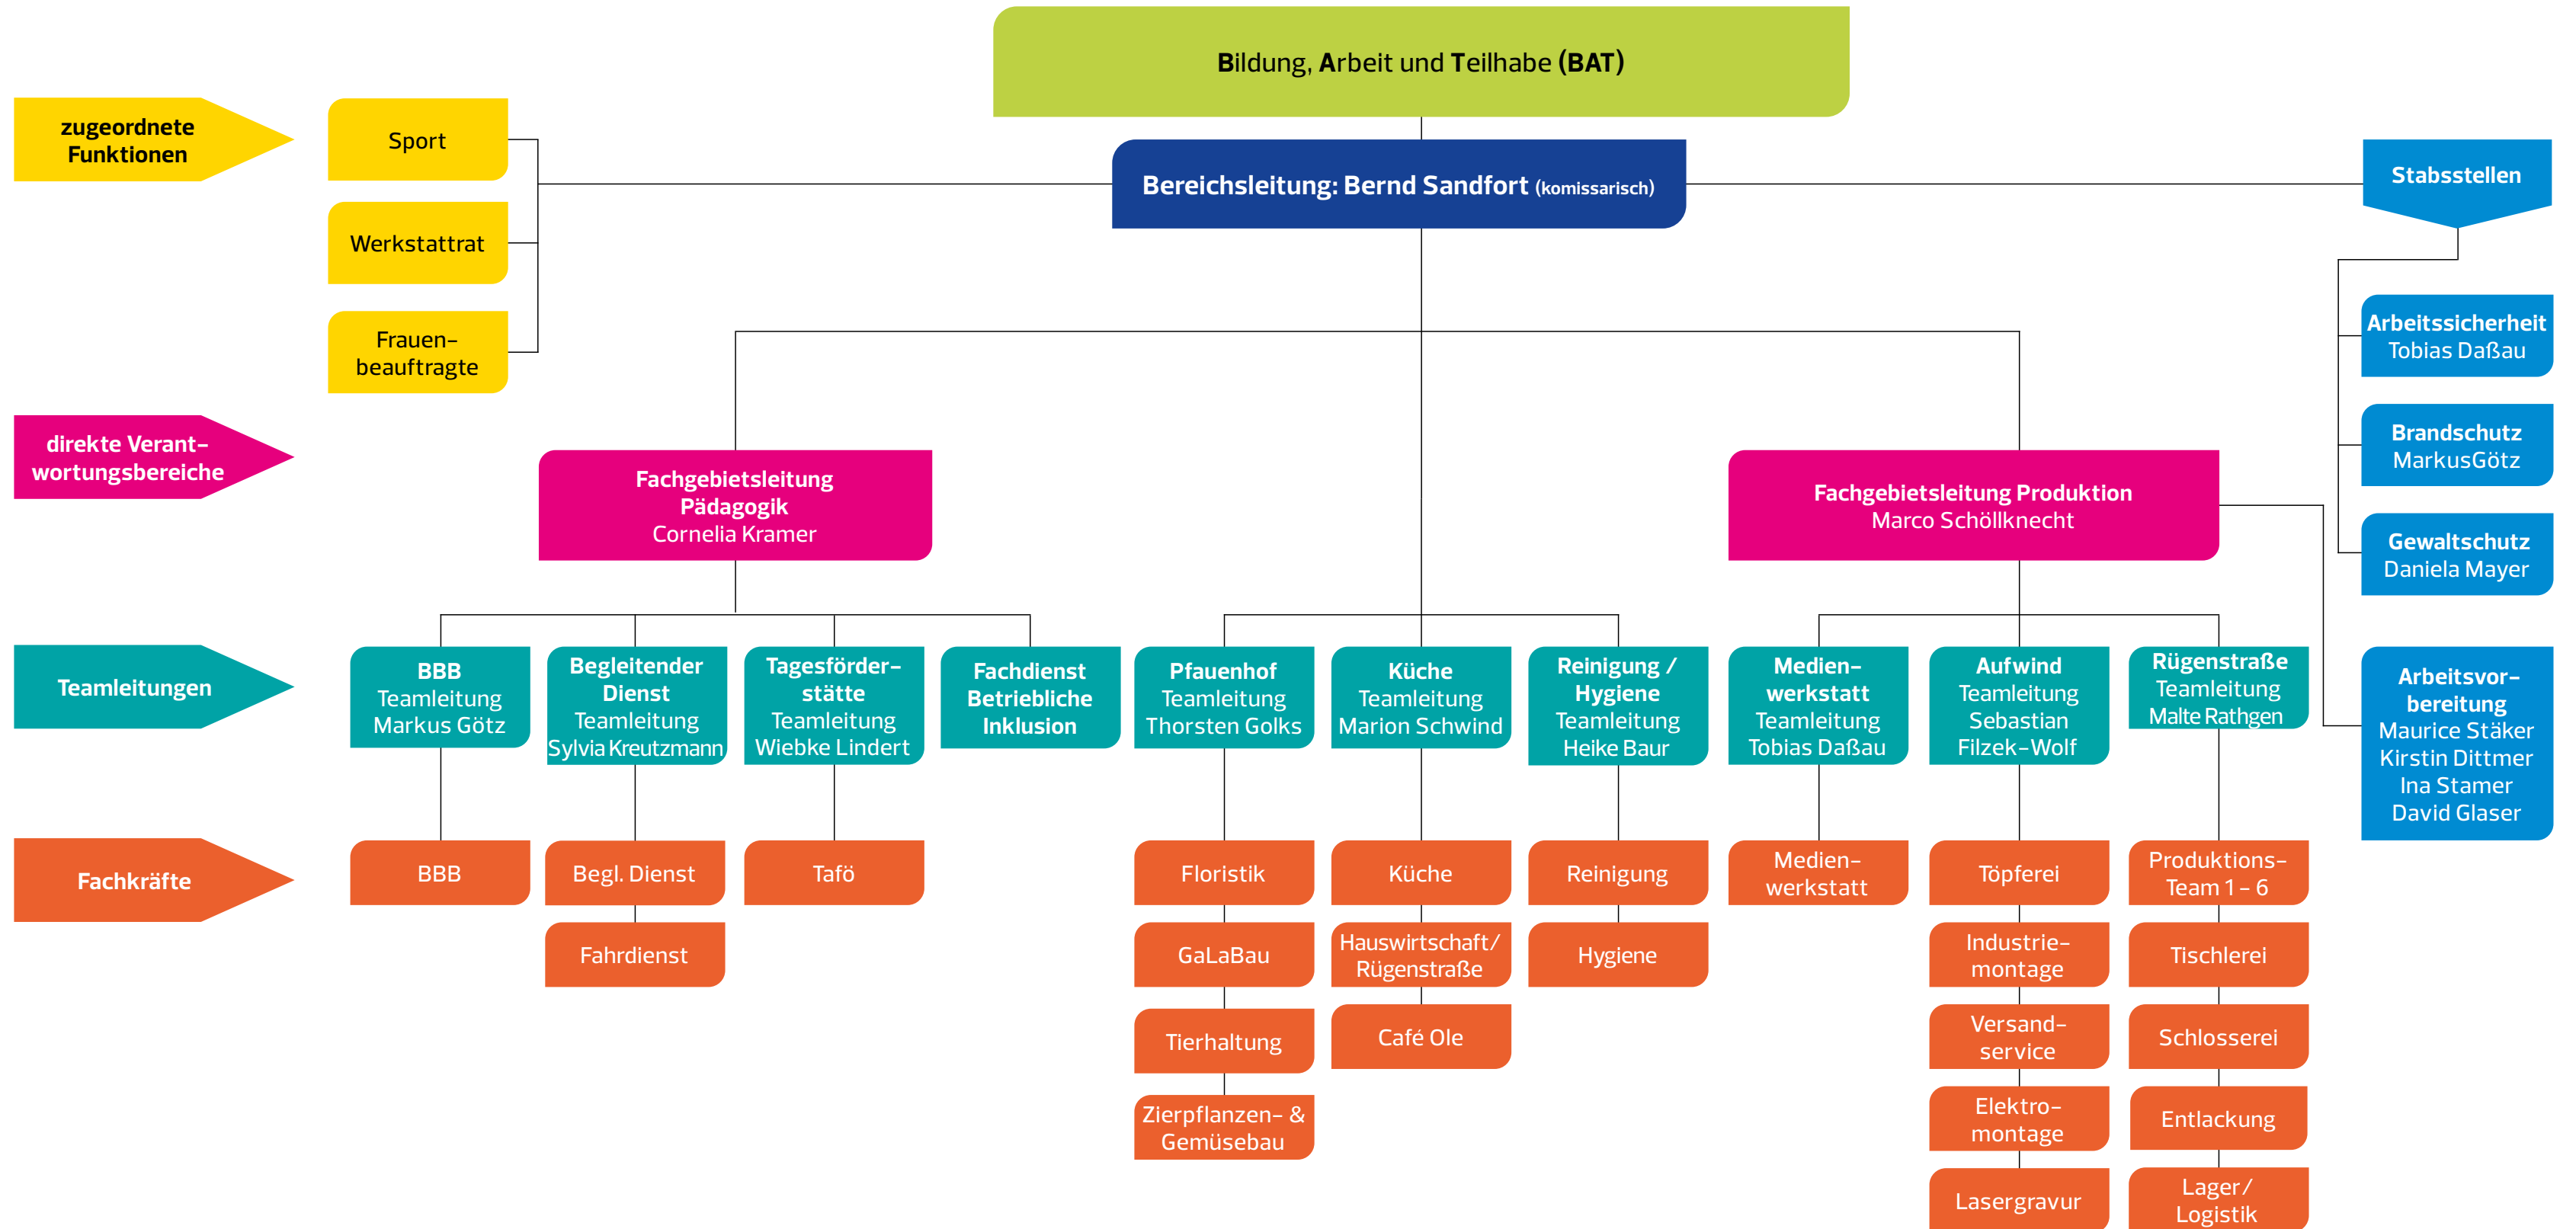 Bildung, Arbeit und Teilhabe (BAT)
zugeordnete
Funktionen
Sport
Werkstattrat
Frauen-
beauftragte
Bereichsleitung: Bernd Sandfort (komissarisch)
Stabsstellen
Arbeitssicherheit
Tobias Daßau
Brandschutz
MarkusGötz
Gewaltschutz
Daniela Mayer
direkte Verant-
wortungsbereiche
Fachgebietsleitung
Pädagogik
Cornelia Kramer
Fachgebietsleitung Produktion
Marco Schöllknecht
Teamleitungen
BBB
Teamleitung
Markus Götz
Begleitender
Dienst
Teamleitung
Sylvia Kreutzmann
Tagesförder-
stätte
Teamleitung
Wiebke Lindert
Fachdienst
Betriebliche
Inklusion
Pfauenhof
Teamleitung
Thorsten Golks
Küche
Teamleitung
Marion Schwind
Reinigung /
Hygiene
Teamleitung
Heike Baur
Medien-
werkstatt
Teamleitung
Tobias Daßau
Aufwind
Teamleitung
Sebastian
Filzek-Wolf
Rügenstraße
Teamleitung
Malte Rathgen
Arbeitsvor-
bereitung
Maurice Stäker
Kirstin Dittmer
Ina Stamer
David Glaser
Fachkräfte
BBB
Begl. Dienst
Fahrdienst
Tafö
Floristik
GaLaBau
Tierhaltung
Zierpflanzen- &
Gemüsebau
Küche
Hauswirtschaft/
Rügenstraße
Café Ole
Reinigung
Hygiene
Medien-
werkstatt
Töpferei
Industrie-
montage
Versand-
service
Elektro-
montage
Lasergravur
Produktions-
Team 1 - 6
Tischlerei
Schlosserei
Entlackung
Lager/
Logistik